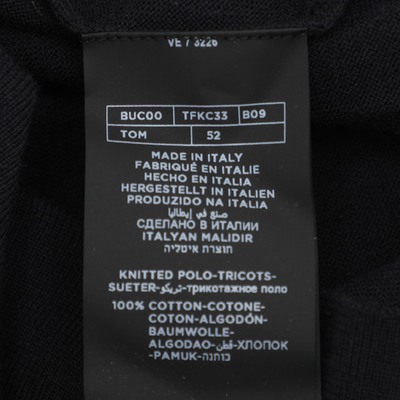 VE 7 3226
BUC00 TFKC33 B09
TOM 52
MADE IN ITALY
FABRIQUÉ EN ITALIE
HECHO EN ITALIA
HERGESTELLT IN ITALIEN
PRODUZIDO NA ITALIA
صنع في إيطاليا
СДЕЛАНО В ИТАЛИИ
ITALYAN MALIDIR
תוצרת איטליה
KNITTED POLO-TRICOTS-
SUETER-تريكو-трикотажное поло
100% COTTON-COTONE-
COTON-ALGODÓN-
BAUMWOLLE-
ALGODAO-قطن-ХЛОПОК
-PAMUK-כותנה